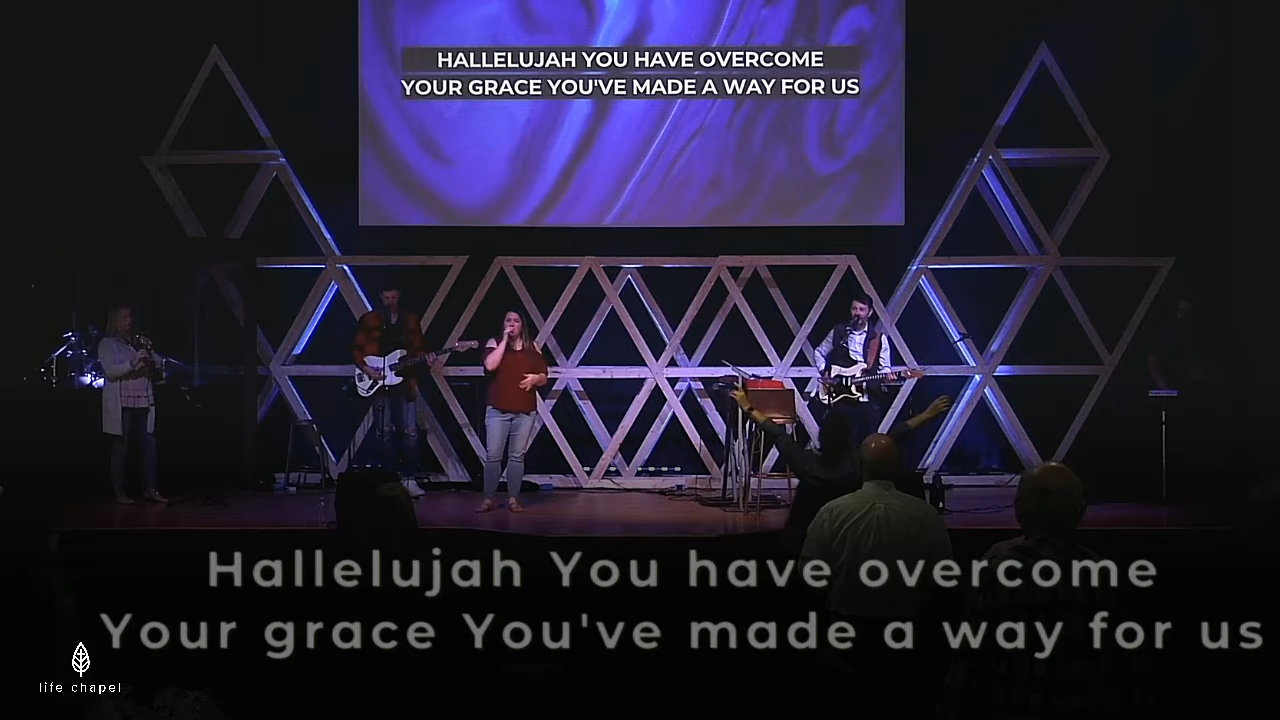 HALLELUJAH YOU HAVE OVERCOME
YOUR GRACE YOU'VE MADE A WAY FOR US
Hallelujah You have overcome
Your grace You've made a way for us
life chapel